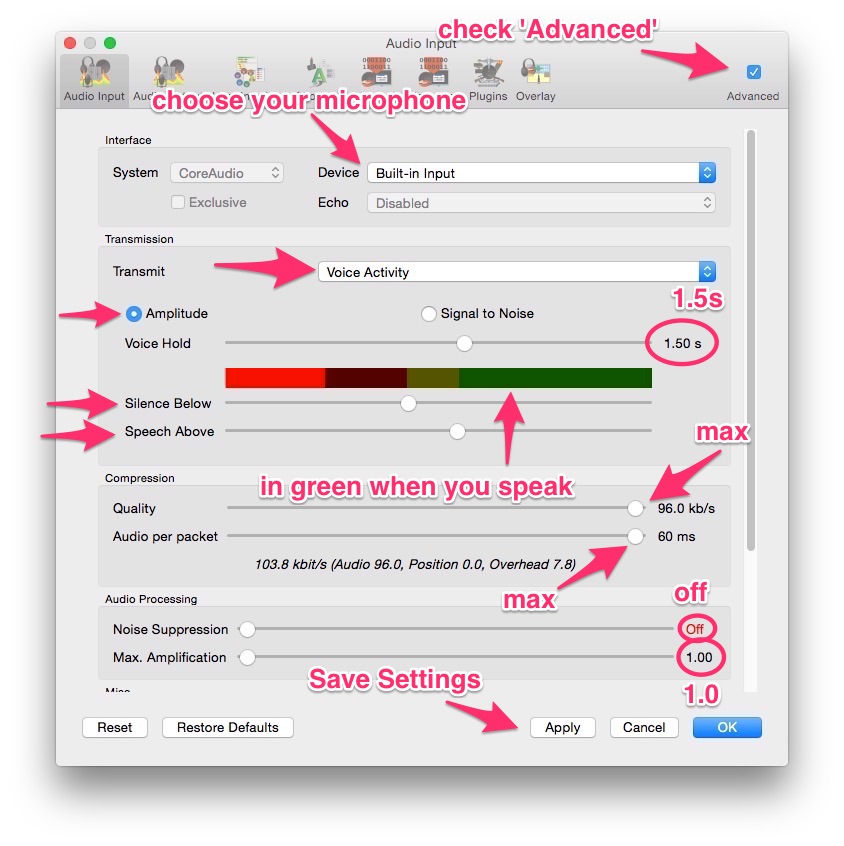 check 'Advanced'
Audio Input
Audio Input
Plugins
Overlay
Advanced
choose your microphone
Interface
System
CoreAudio
Device
Built-in Input
Exclusive
Echo
Disabled
Transmission
Transmit
Voice Activity
1.5s
Amplitude
Signal to Noise
Voice Hold
1.50 s
Silence Below
Speech Above
max
in green when you speak
Compression
Quality
96.0 kb/s
Audio per packet
60 ms
103.8 kbit/s (Audio 96.0, Position 0.0, Overhead 7.8)
max
off
Audio Processing
Noise Suppression
Off
Max. Amplification
1.00
Save Settings
1.0
Misc
Reset
Restore Defaults
Apply
Cancel
OK